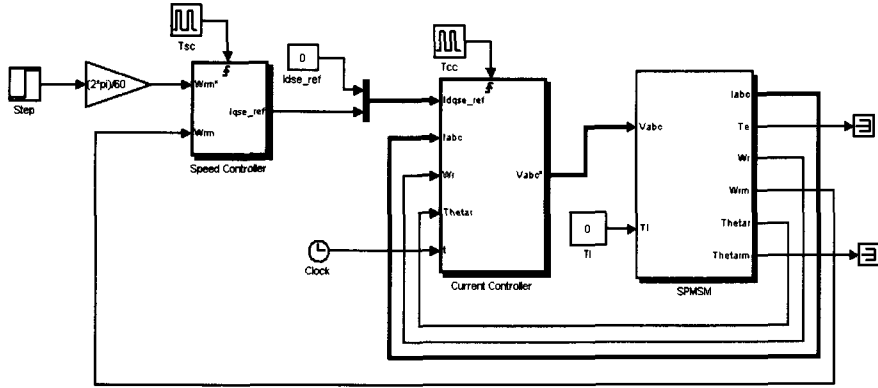 Tsc
Step
(2*pi)/60
Wrm*
Iqse_ref
Wrm
Speed Controller
0
Idse_ref
Tcc
Idqse_ref
Iabc
Wr
Thetar
t
Vabc*
Current Controller
Clock
0
Tl
Vabc
Tl
Iabc
Te
Wr
Wrm
Thetar
Thetarm
SPMSM